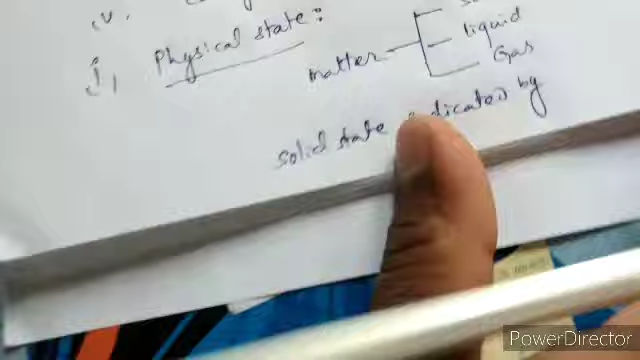 i, Physical state:
matter
liquid
Gas
solid state indicated by
PowerDirector